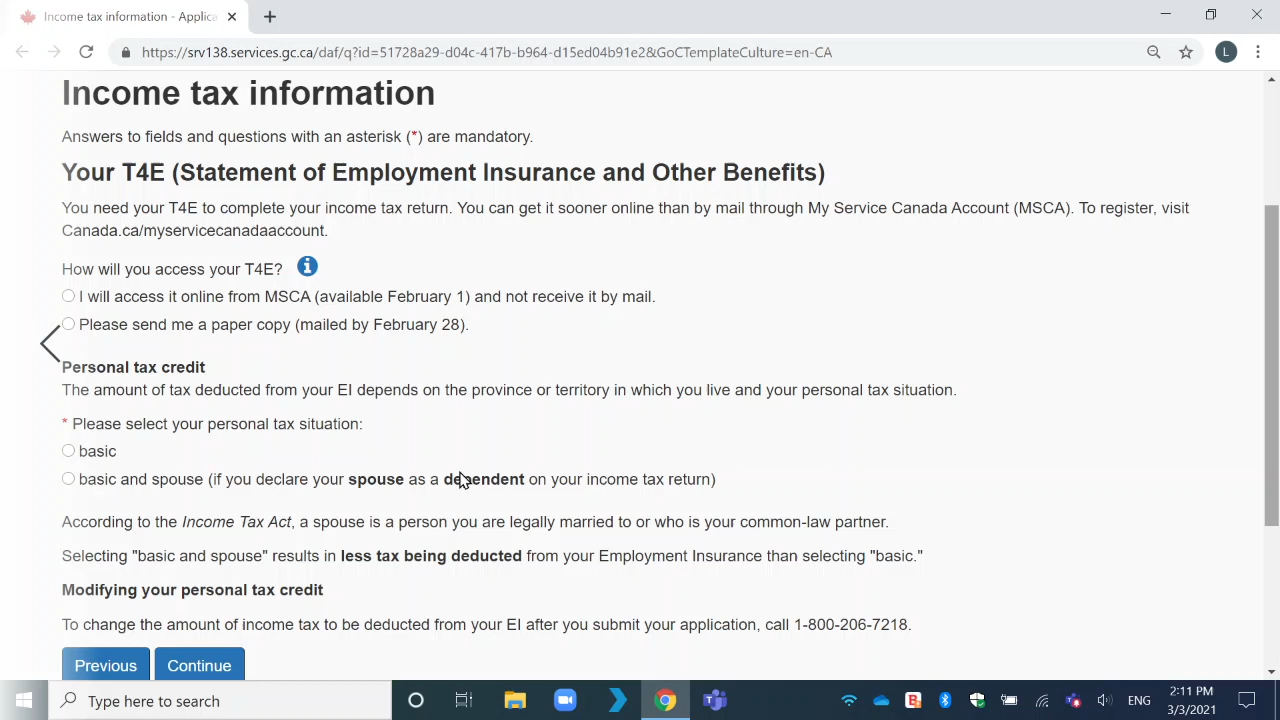 Income tax information - Applica
https://srv138.services.gc.ca/daf/q?id=51728a29-d04c-417b-b964-d15ed04b91e2&GoCTemplateCulture=en-CA
L
Income tax information
Answers to fields and questions with an asterisk (*) are mandatory.
Your T4E (Statement of Employment Insurance and Other Benefits)
You need your T4E to complete your income tax return. You can get it sooner online than by mail through My Service Canada Account (MSCA). To register, visit
Canada.ca/myservicecanadaaccount.
How will you access your T4E?
I will access it online from MSCA (available February 1) and not receive it by mail.
Please send me a paper copy (mailed by February 28).
Personal tax credit
The amount of tax deducted from your EI depends on the province or territory in which you live and your personal tax situation.
* Please select your personal tax situation:
basic
basic and spouse (if you declare your spouse as a dependent on your income tax return)
According to the Income Tax Act, a spouse is a person you are legally married to or who is your common-law partner.
Selecting "basic and spouse" results in less tax being deducted from your Employment Insurance than selecting "basic."
Modifying your personal tax credit
To change the amount of income tax to be deducted from your EI after you submit your application, call 1-800-206-7218.
Previous Continue
Type here to search
ENG
2:11 PM
3/3/2021